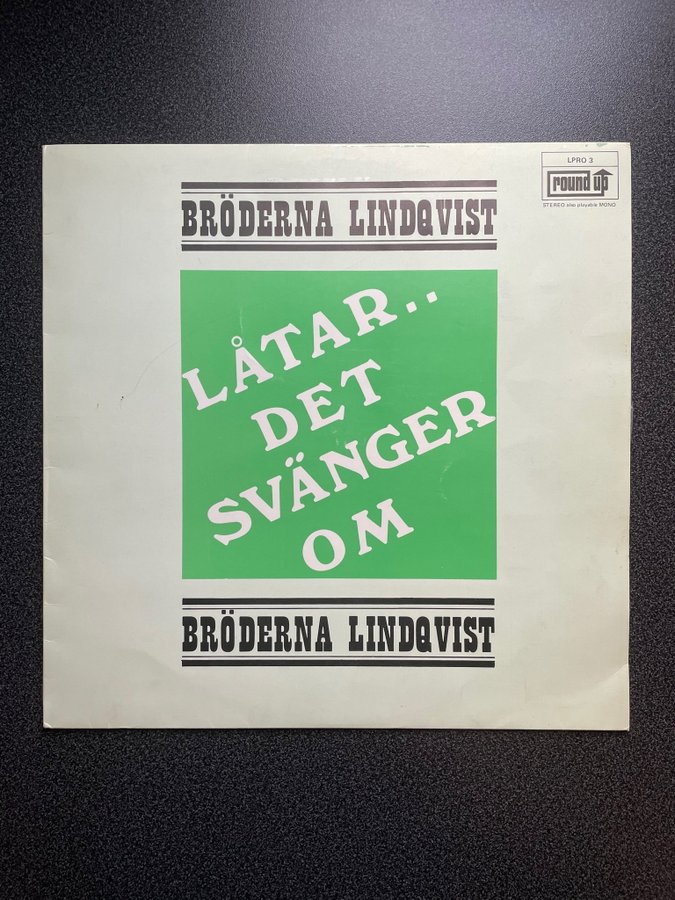 LPRO 3
round up
STEREO also playable MONO
BRÖDERNA LINDQVIST
LÅTAR..
DET
SVÄNGER
OM
BRÖDERNA LINDQVIST